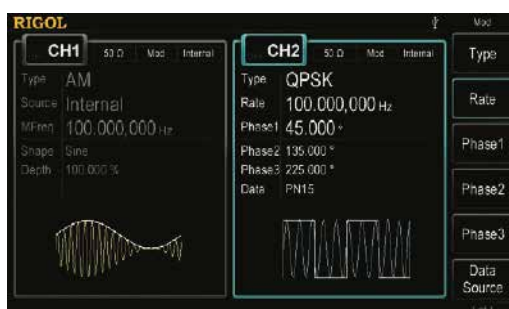 RIGOL
Mod
CH1 50 Ω Mod Internal
Type AM
Source Internal
MFreq 100.000,000 Hz
Shape Sine
Depth 100.000 %
CH2 50 Ω Mod Internal
Type QPSK
Rate 100.000,000 Hz
Phase1 45.000 °
Phase2 135.000 °
Phase3 225.000 °
Data PN15
Type
Rate
Phase1
Phase2
Phase3
Data
Source